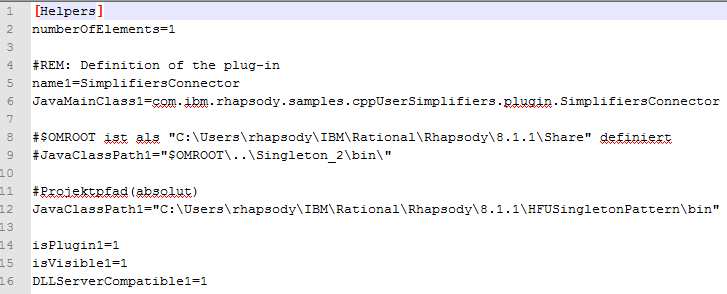 1 [Helpers]
2 numberOfElements=1
3
4 #REM: Definition of the plug-in
5 name1=SimplifiersConnector
6 JavaMainClass1=com.ibm.rhapsody.samples.cppUserSimplifiers.plugin.SimplifiersConnector
7
8 #$OMROOT ist als "C:\Users\rhapsody\IBM\Rational\Rhapsody\8.1.1\Share" definiert
9 #JavaClassPath1="$OMROOT\..\Singleton_2\bin\"
10
11 #Projektpfad(absolut)
12 JavaClassPath1="C:\Users\rhapsody\IBM\Rational\Rhapsody\8.1.1\HFUSingletonPattern\bin"
13
14 isPlugin1=1
15 isVisible1=1
16 DLLServerCompatible1=1